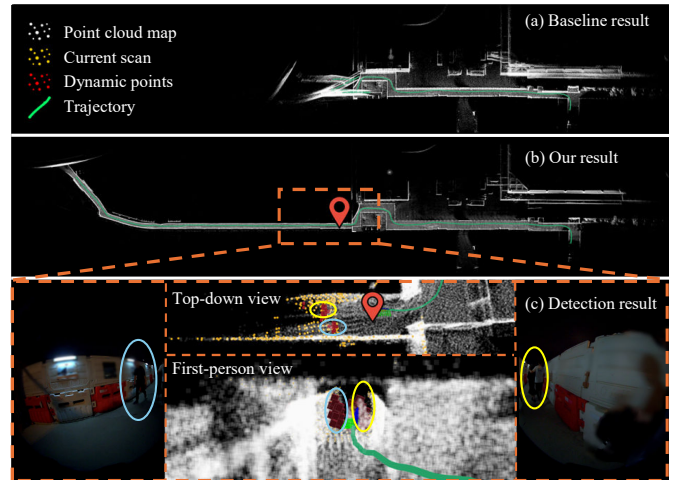 (a) Baseline result
Point cloud map
Current scan
Dynamic points
Trajectory
(b) Our result
Top-down view
(c) Detection result
First-person view